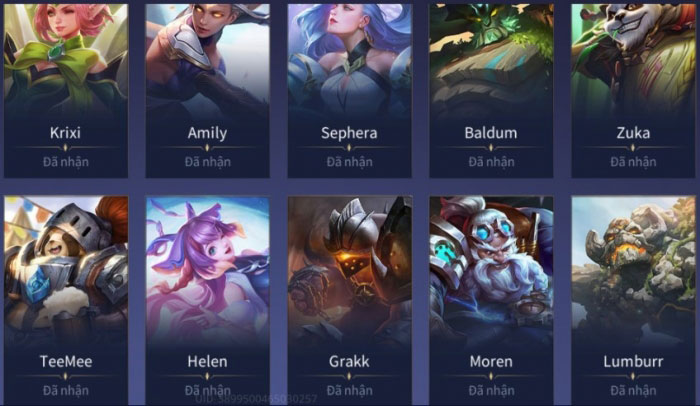 Krixi
Đã nhận
Amily
Đã nhận
Sephera
Đã nhận
Baldum
Đã nhận
Zuka
Đã nhận
TeeMee
Đã nhận
Helen
Đã nhận
Grakk
Đã nhận
Moren
Đã nhận
Lumburr
Đã nhận
UID: 5899500465030257